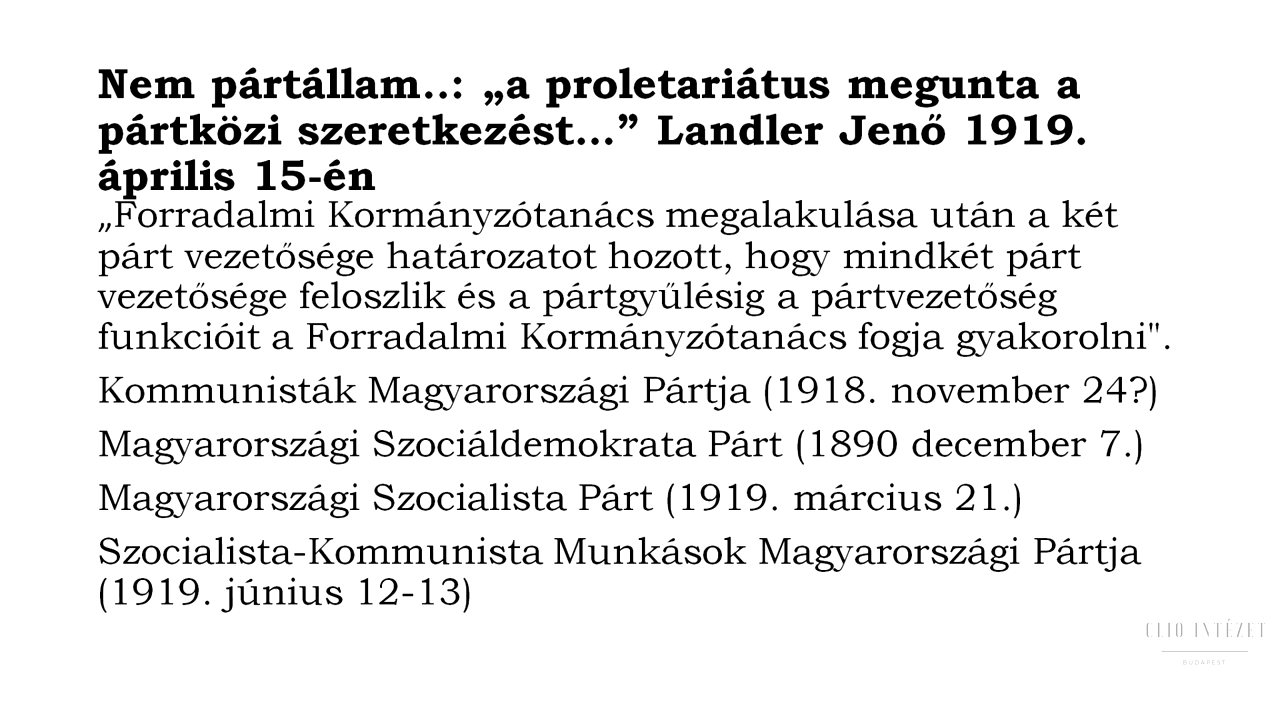 Nem pártállam..: „a proletariátus megunta a
pártközi szeretkezést…” Landler Jenő 1919.
április 15-én
„Forradalmi Kormányzótanács megalakulása után a két
párt vezetősége határozatot hozott, hogy mindkét párt
vezetősége feloszlik és a pártgyűlésig a pártvezetőség
funkcióit a Forradalmi Kormányzótanács fogja gyakorolni".
Kommunisták Magyarországi Pártja (1918. november 24?)
Magyarországi Szociáldemokrata Párt (1890 december 7.)
Magyarországi Szocialista Párt (1919. március 21.)
Szocialista-Kommunista Munkások Magyarországi Pártja
(1919. június 12-13)
CLIO INTÉZET
BUDAPEST